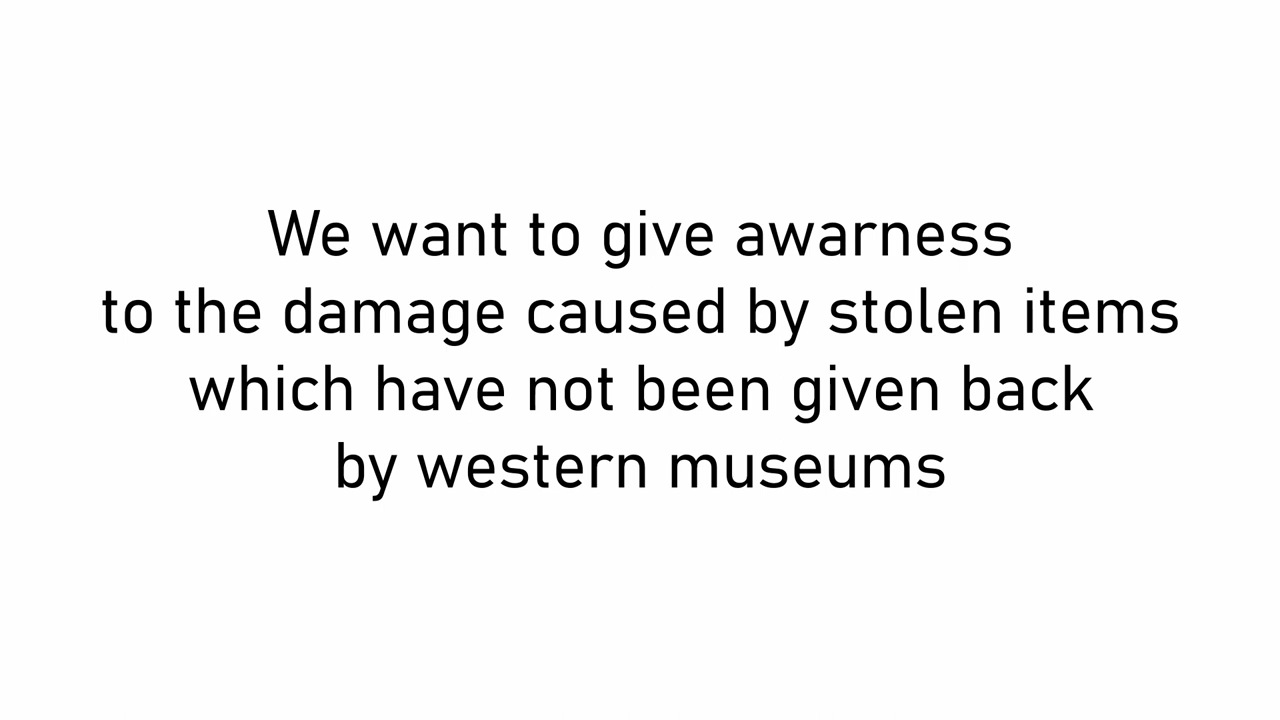 We want to give awarness
to the damage caused by stolen items
which have not been given back
by western museums